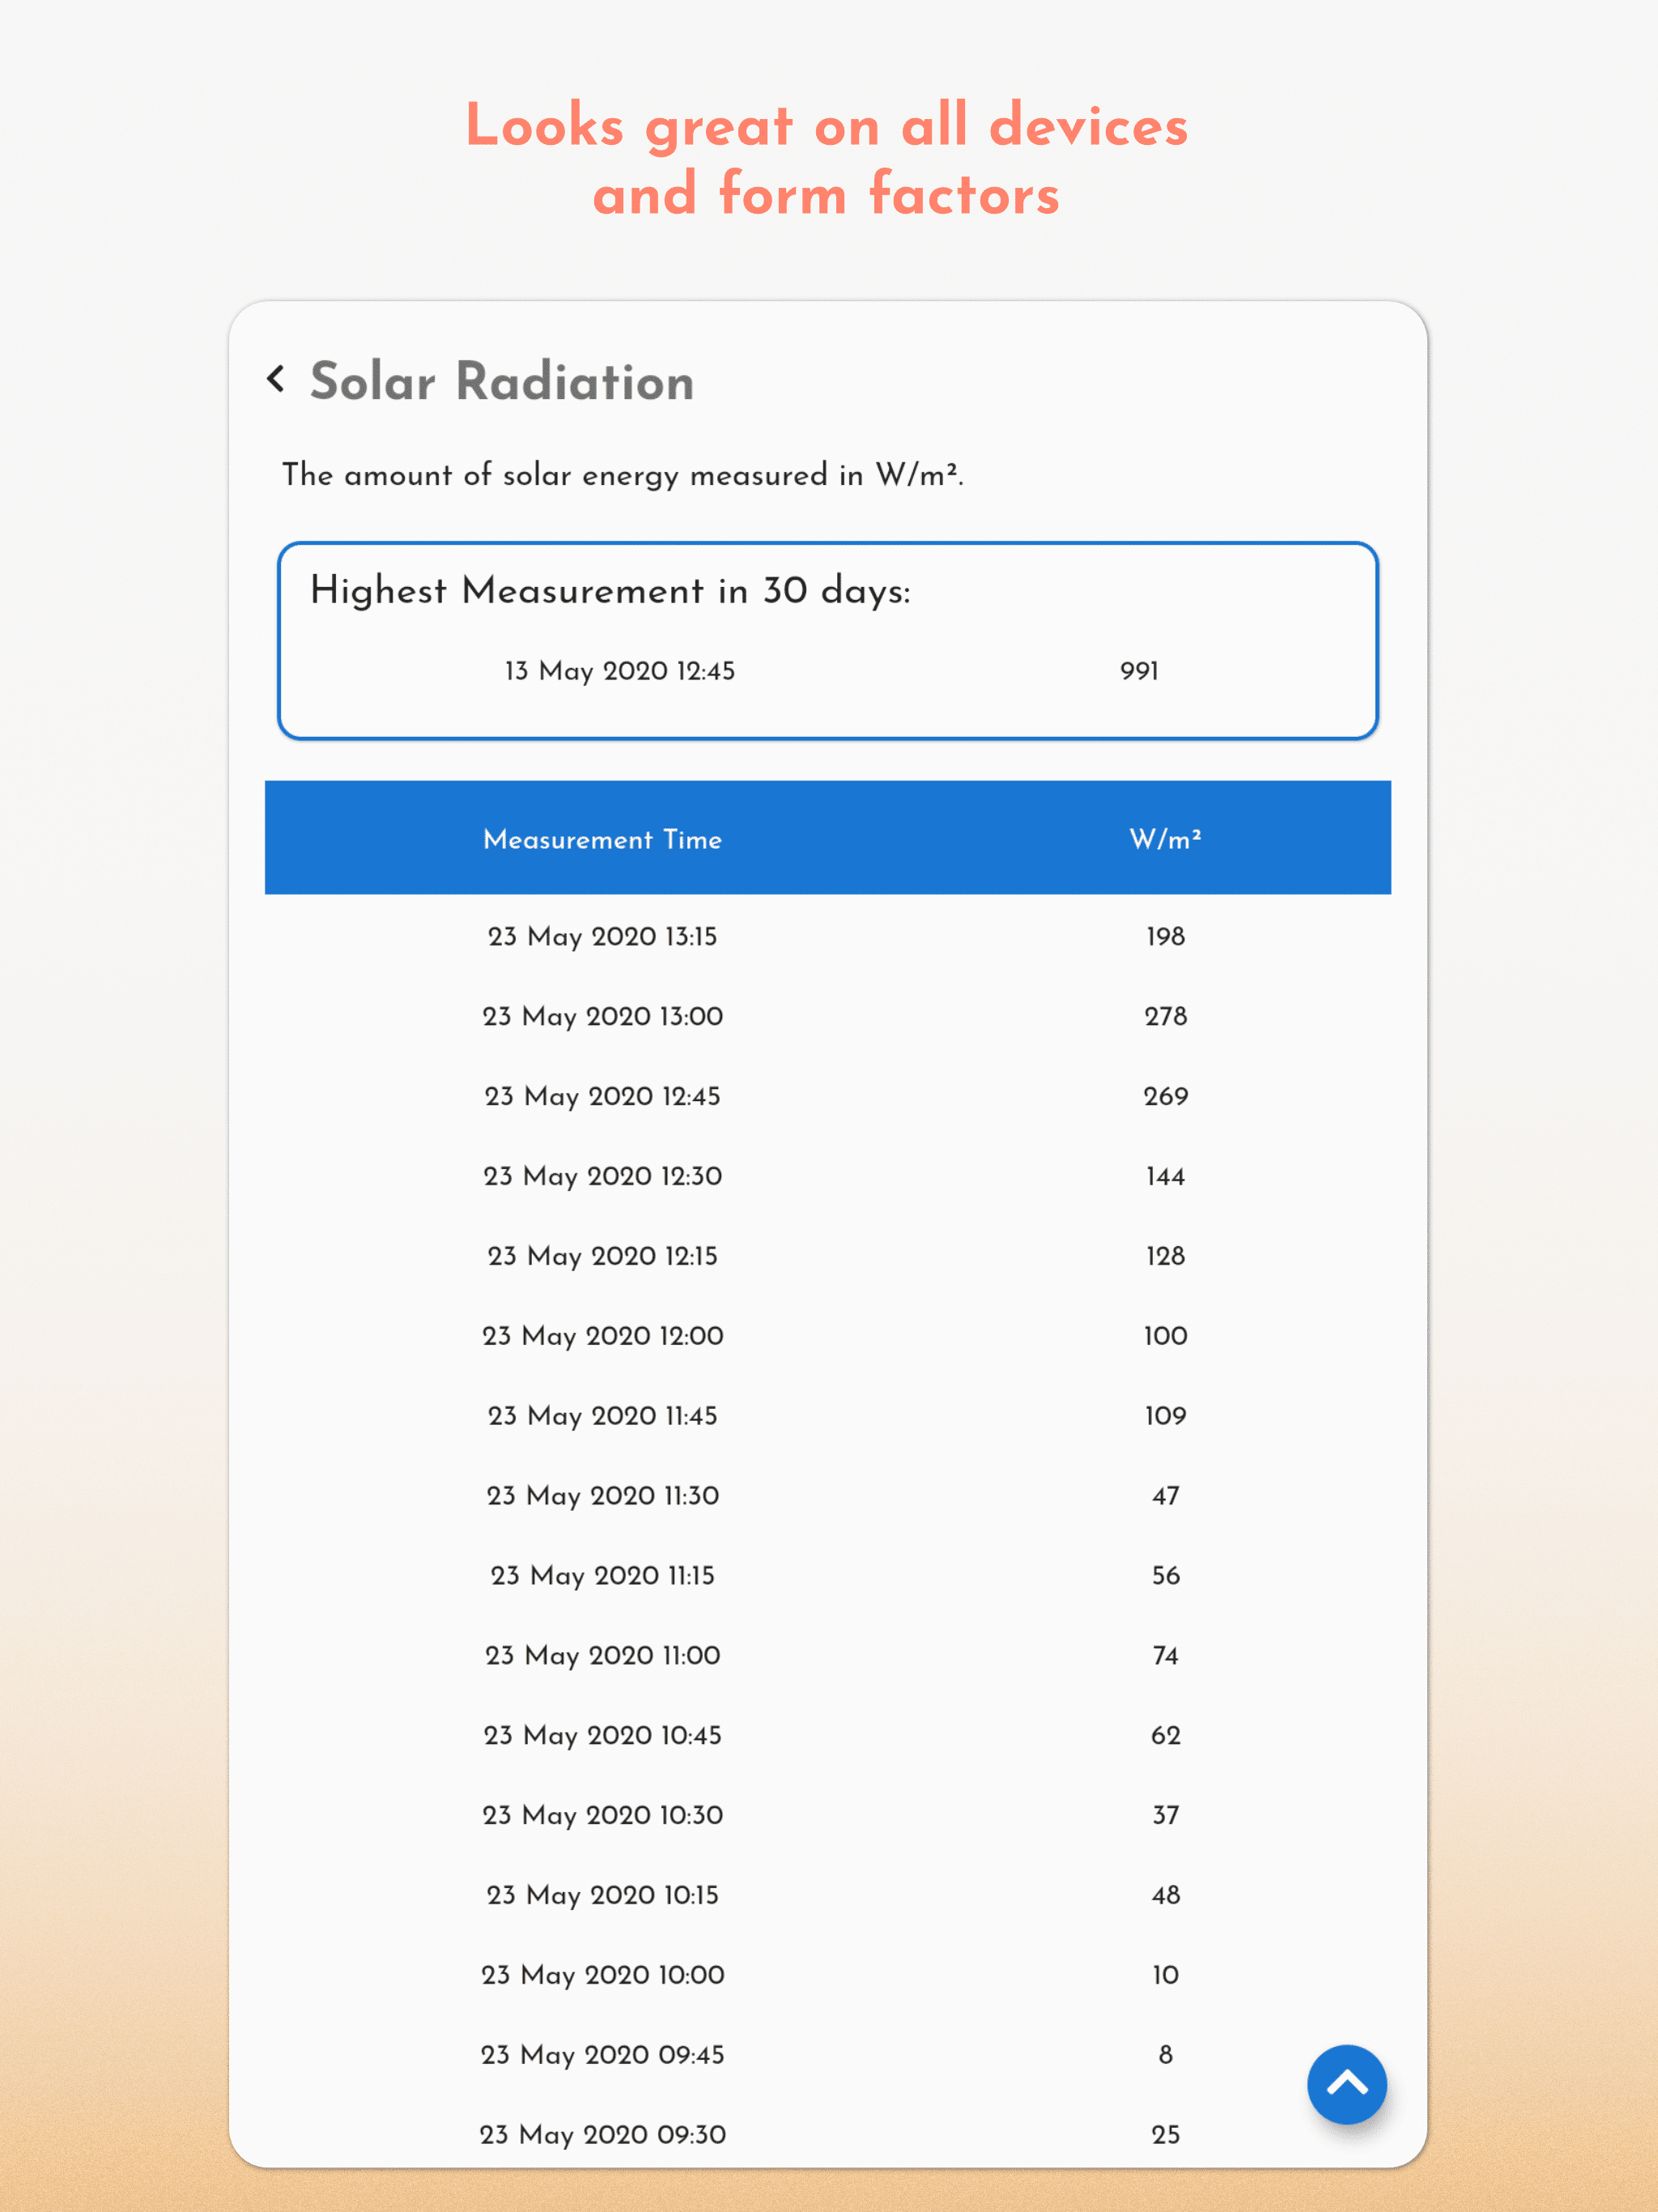 Looks great on all devices
and form factors
Solar Radiation
The amount of solar energy measured in W/m².
Highest Measurement in 30 days:
13 May 2020 12:45 991
Measurement Time W/m²
23 May 2020 13:15 198
23 May 2020 13:00 278
23 May 2020 12:45 269
23 May 2020 12:30 144
23 May 2020 12:15 128
23 May 2020 12:00 100
23 May 2020 11:45 109
23 May 2020 11:30 47
23 May 2020 11:15 56
23 May 2020 11:00 74
23 May 2020 10:45 62
23 May 2020 10:30 37
23 May 2020 10:15 48
23 May 2020 10:00 10
23 May 2020 09:45 8
23 May 2020 09:30 25